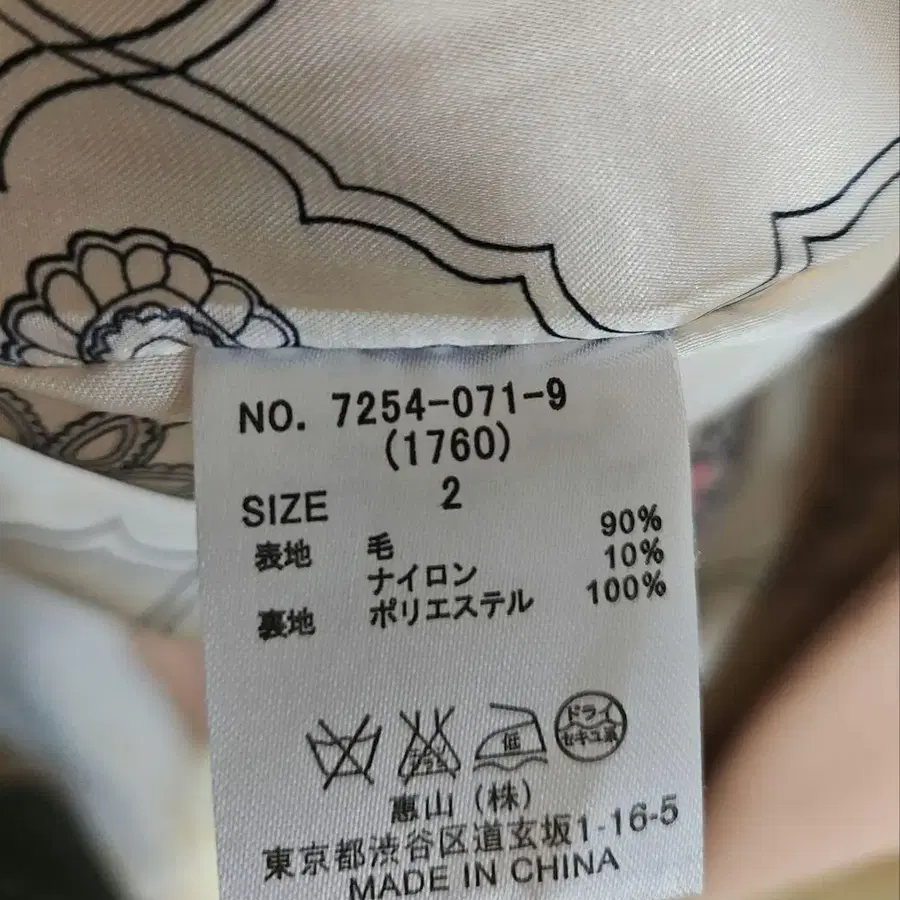 NO. 7254-071-9
(1760)
SIZE 2
表地 毛 90%
ナイロン 10%
裏地 ポリエステル 100%
低 ドライ
セキユ系
惠山(株)
東京都渋谷区道玄坂1-16-5
MADE IN CHINA